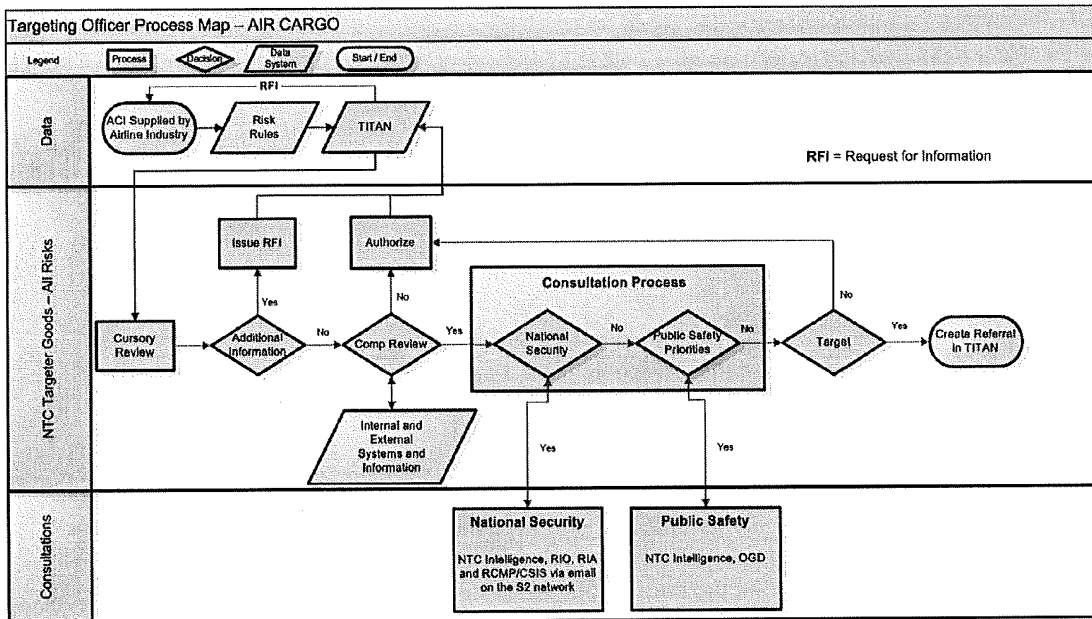 Targeting Officer Process Map – AIR CARGO
Legend
Process
Decision
Data
System
Start / End
Data
RFI
ACI Supplied by
Airline Industry
Risk
Rules
TITAN
RFI = Request for Information
NTC Targeter Goods – All Risks
Issue RFI
Authorize
Consultation Process
Yes
No
No
Cursory
Review
Additional
Information
No
Comp Review
Yes
National
Security
No
Public Safety
Priorities
No
Target
Yes
Create Referral
in TITAN
Internal and
External
Systems and
Information
Yes
Yes
Consultations
National Security
NTC Intelligence, RIO, RIA
and RCMP/CSIS via email
on the S2 network
Public Safety
NTC Intelligence, OGD